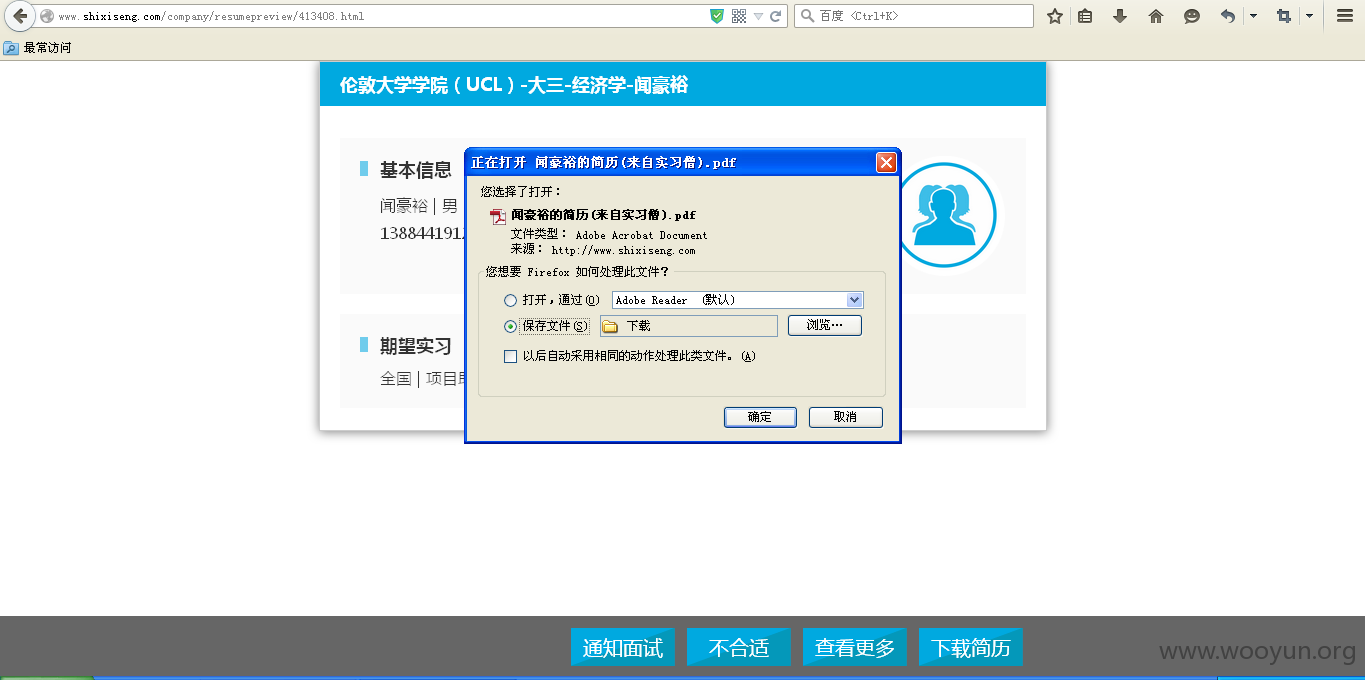 www.shixiseng.com/company/resumepreview/413408.html
百度 <Ctrl+K>
最常访问
伦敦大学学院（UCL）-大三-经济学-闻豪裕
基本信息
闻豪裕 | 男
138844191
期望实习
全国 | 项目
正在打开 闻豪裕的简历(来自实习僧).pdf
您选择了打开：
闻豪裕的简历(来自实习僧).pdf
文件类型： Adobe Acrobat Document
来源： http://www.shixiseng.com
您想要 Firefox 如何处理此文件？
打开，通过(O) Adobe Reader （默认）
保存文件(S) 下载 浏览…
以后自动采用相同的动作处理此类文件。(A)
确定 取消
通知面试 不合适 查看更多 下载简历
www.wooyun.org